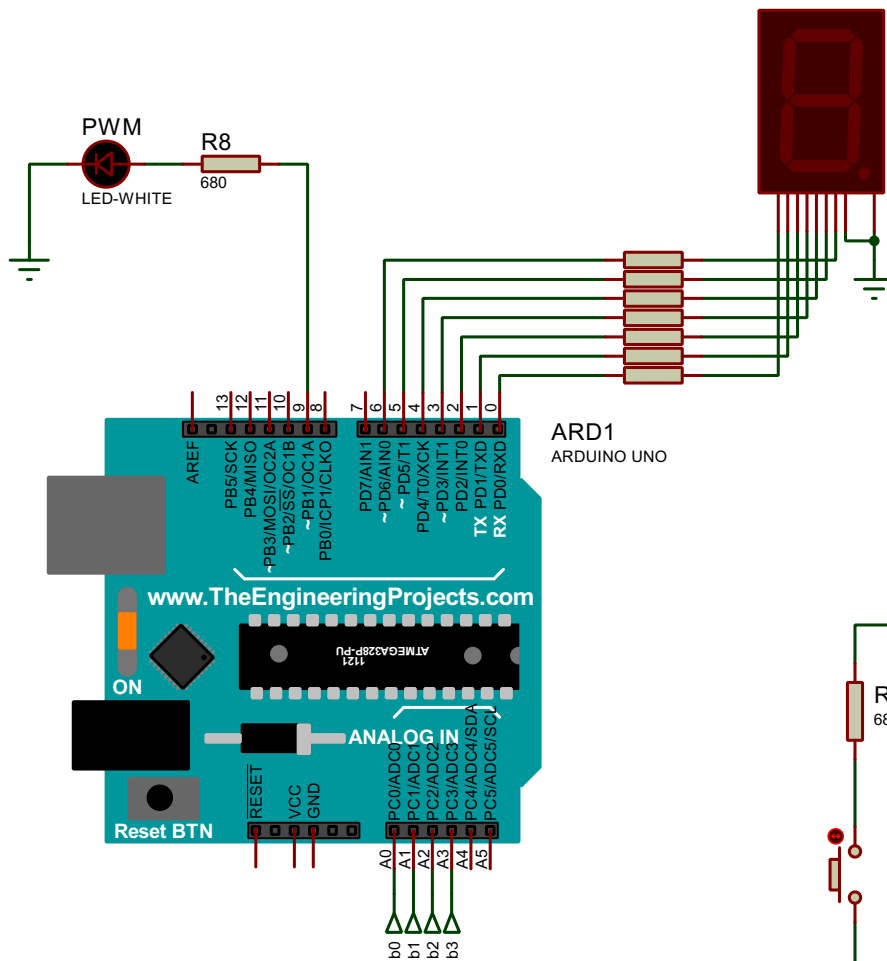 PWM
LED-WHITE
R8
680
13
12
11
10
9
8
7
6
5
4
3
2
1
0
AREF
PB5/SCK
PB4/MISO
~PB3/MOSI/OC2A
~PB2/SS/OC1B
~PB1/OC1A
PB0/ICP1/CLKO
PD7/AIN1
~PD6/AIN0
~PD5/T1
PD4/T0/XCK
~PD3/INT1
PD2/INT0
TX PD1/TXD
RX PD0/RXD
ARD1
ARDUINO UNO
www.TheEngineeringProjects.com
1121
ATMEGA328P-PU
ON
ANALOG IN
Reset BTN
RESET
VCC
GND
PC0/ADC0
PC1/ADC1
PC2/ADC2
PC3/ADC3
PC4/ADC4/SDA
PC5/ADC5/SCL
A0
A1
A2
A3
A4
A5
b0
b1
b2
b3
R